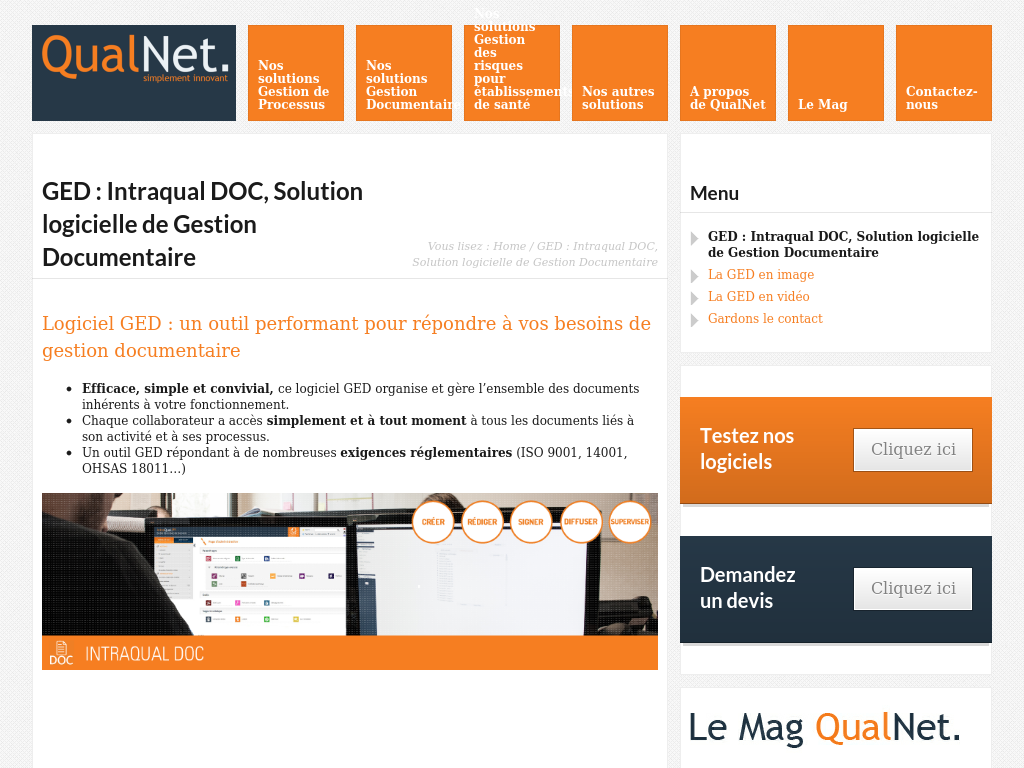 QualNet.
simplement innovant
Nos
solutions
Gestion de
Processus
Nos
solutions
Gestion
Documentaire
Nos
solutions
Gestion
des
risques
pour
établissements
de santé
Nos autres
solutions
A propos
de QualNet
Le Mag
Contactez-
nous
GED : Intraqual DOC, Solution
logicielle de Gestion
Documentaire
Vous lisez : Home / GED : Intraqual DOC,
Solution logicielle de Gestion Documentaire
Logiciel GED : un outil performant pour répondre à vos besoins de
gestion documentaire
Efficace, simple et convivial, ce logiciel GED organise et gère l’ensemble des documents
inhérents à votre fonctionnement.
Chaque collaborateur a accès simplement et à tout moment à tous les documents liés à
son activité et à ses processus.
Un outil GED répondant à de nombreuses exigences réglementaires (ISO 9001, 14001,
OHSAS 18011…)
CRÉER
RÉDIGER
SIGNER
DIFFUSER
SUPERVISER
DOC
INTRAQUAL DOC
Menu
GED : Intraqual DOC, Solution logicielle
de Gestion Documentaire
La GED en image
La GED en vidéo
Gardons le contact
Testez nos
logiciels
Cliquez ici
Demandez
un devis
Cliquez ici
Le Mag QualNet.